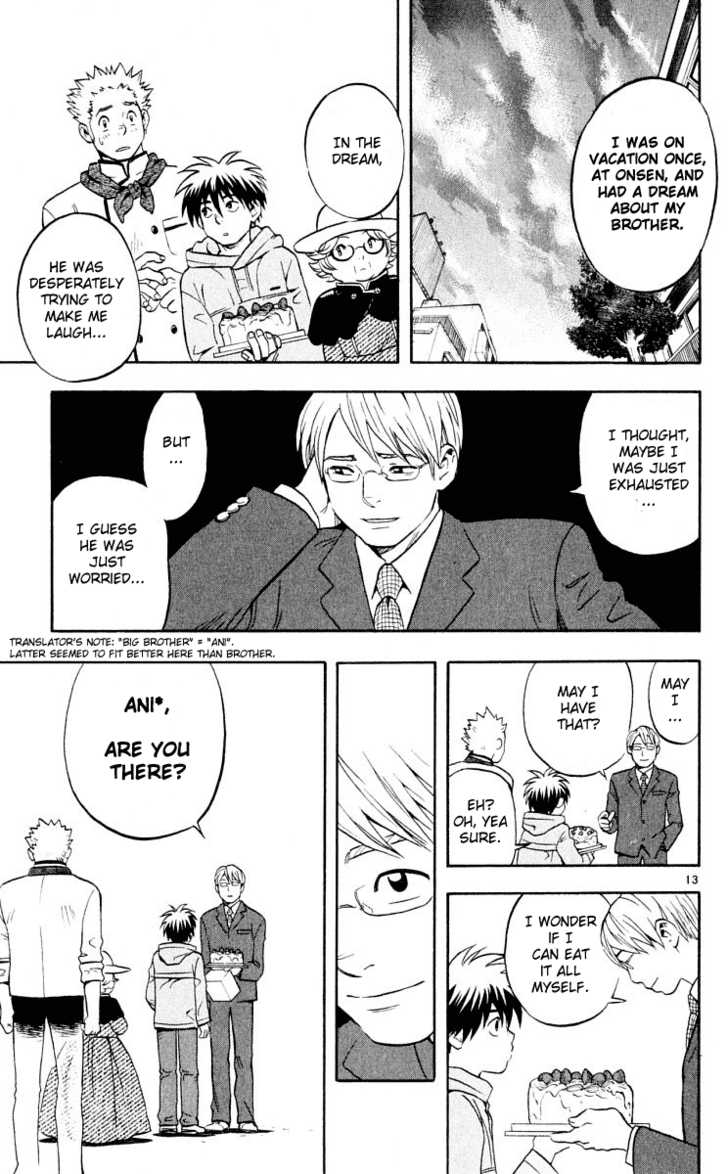 I WAS ON
VACATION ONCE,
AT ONSEN, AND
HAD A DREAM
ABOUT MY
BROTHER.
IN THE
DREAM,
HE WAS
DESPERATELY
TRYING TO
MAKE ME
LAUGH...
I THOUGHT,
MAYBE I
WAS JUST
EXHAUSTED
...
BUT
...
I GUESS
HE WAS
JUST
WORRIED...
TRANSLATOR'S NOTE: "BIG BROTHER" = "ANI".
LATTER SEEMED TO FIT BETTER HERE THAN BROTHER.
MAY
I
...
MAY I
HAVE
THAT?
EH?
OH, YEA
SURE.
13
I WONDER
IF I
CAN EAT
IT ALL
MYSELF.
ANI*,
ARE YOU
THERE?